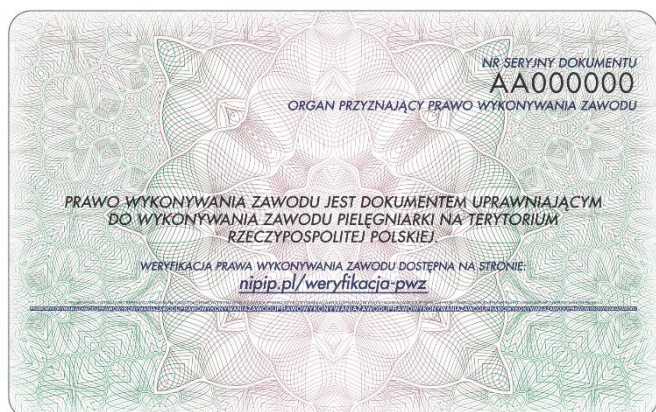 NR SERYJNY DOKUMENTU
AA000000
ORGAN PRZYZNAJĄCY PRAWO WYKONYWANIA ZAWODU
PRAWO WYKONYWANIA ZAWODU JEST DOKUMENTEM UPRAWNIAJĄCYM
DO WYKONYWANIA ZAWODU PIELĘGNIARKI NA TERYTORIUM
RZECZYPOSPOLITEJ POLSKIEJ
WERYFIKACJA PRAWA WYKONYWANIA ZAWODU DOSTĘPNA NA STRONIE:
nipip.pl/weryfikacja-pwz